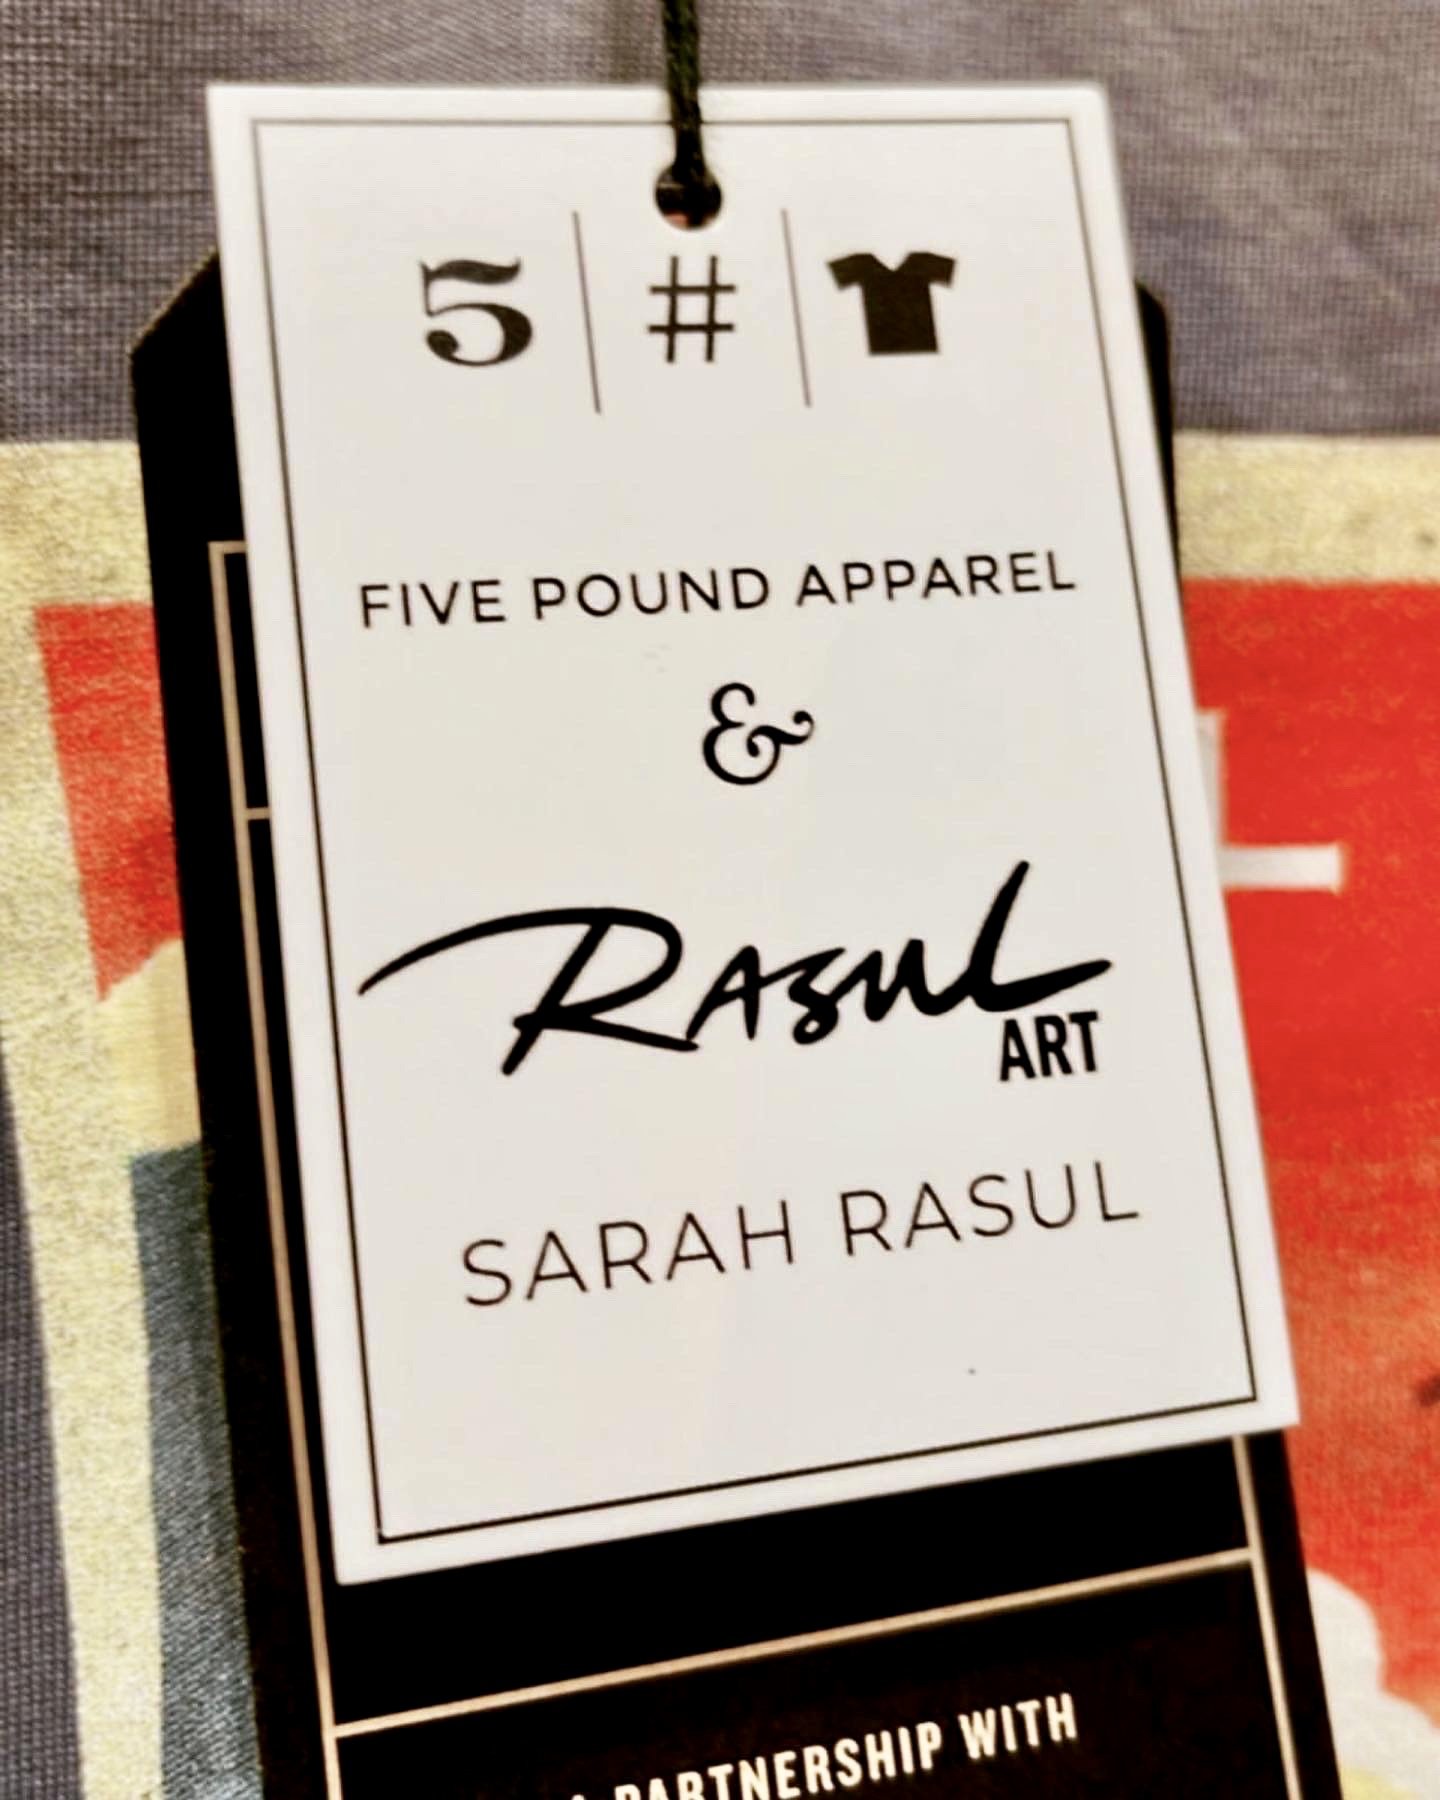 5 | # |
FIVE POUND APPAREL
&
RASUL
ART
SARAH RASUL
PARTNERSHIP WITH